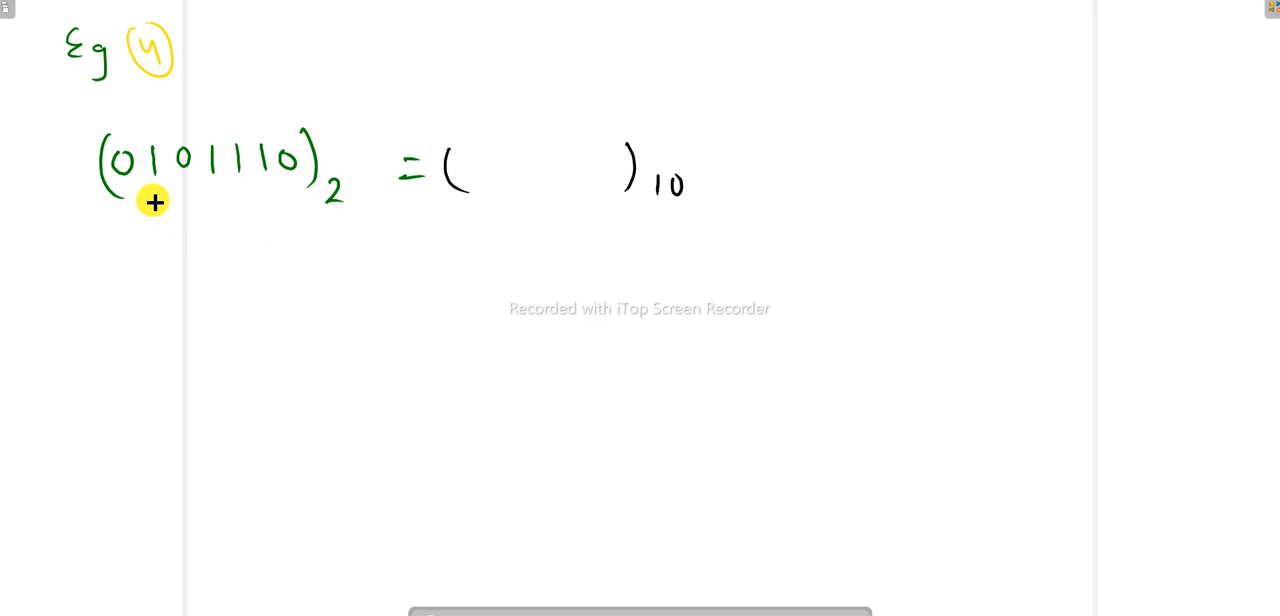 Eg 4
(0101110)₂ = (      )₁₀
Recorded with iTop Screen Recorder